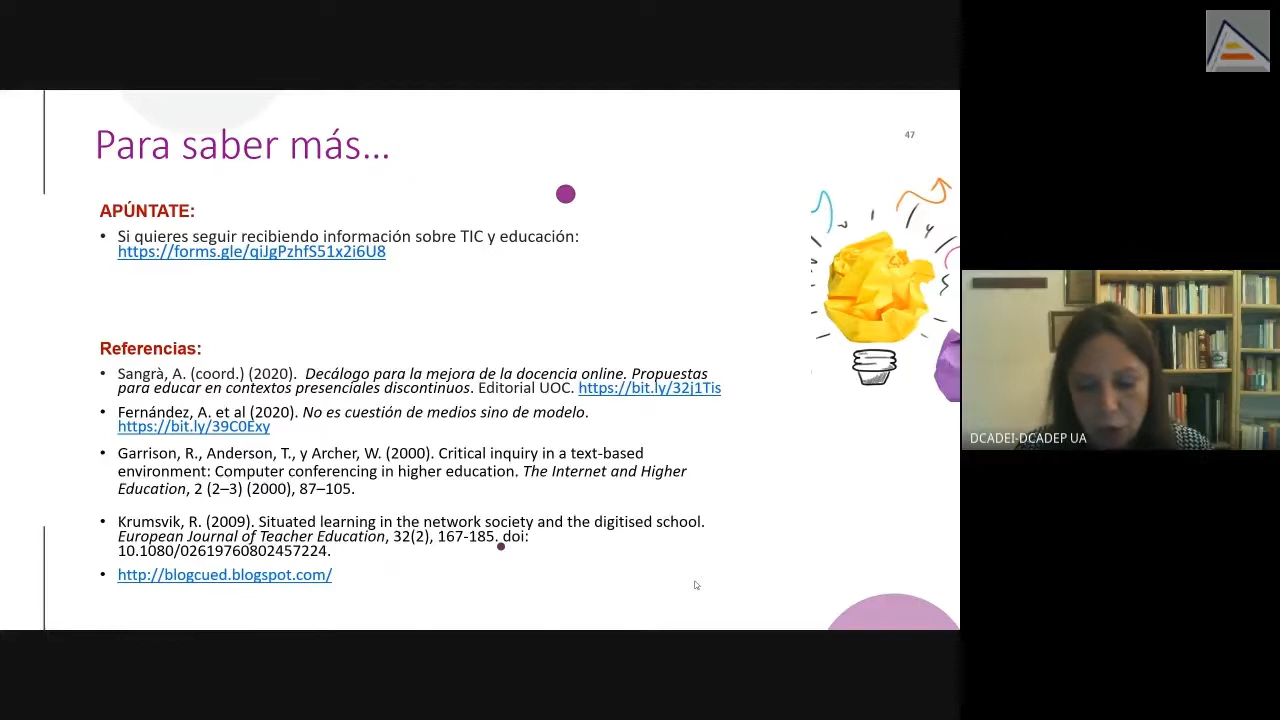 Para saber más...
47
APÚNTATE:
• Si quieres seguir recibiendo información sobre TIC y educación:
https://forms.gle/qiJgPzhfS51x2i6U8
Referencias:
• Sangrà, A. (coord.) (2020). Decálogo para la mejora de la docencia online. Propuestas
para educar en contextos presenciales discontinuos. Editorial UOC. https://bit.ly/32j1Tis
• Fernández, A. et al (2020). No es cuestión de medios sino de modelo.
https://bit.ly/39C0Exy
• Garrison, R., Anderson, T., y Archer, W. (2000). Critical inquiry in a text-based
environment: Computer conferencing in higher education. The Internet and Higher
Education, 2 (2–3) (2000), 87–105.
• Krumsvik, R. (2009). Situated learning in the network society and the digitised school.
European Journal of Teacher Education, 32(2), 167-185. doi:
10.1080/02619760802457224.
• http://blogcued.blogspot.com/
DCADEI-DCADEP UA